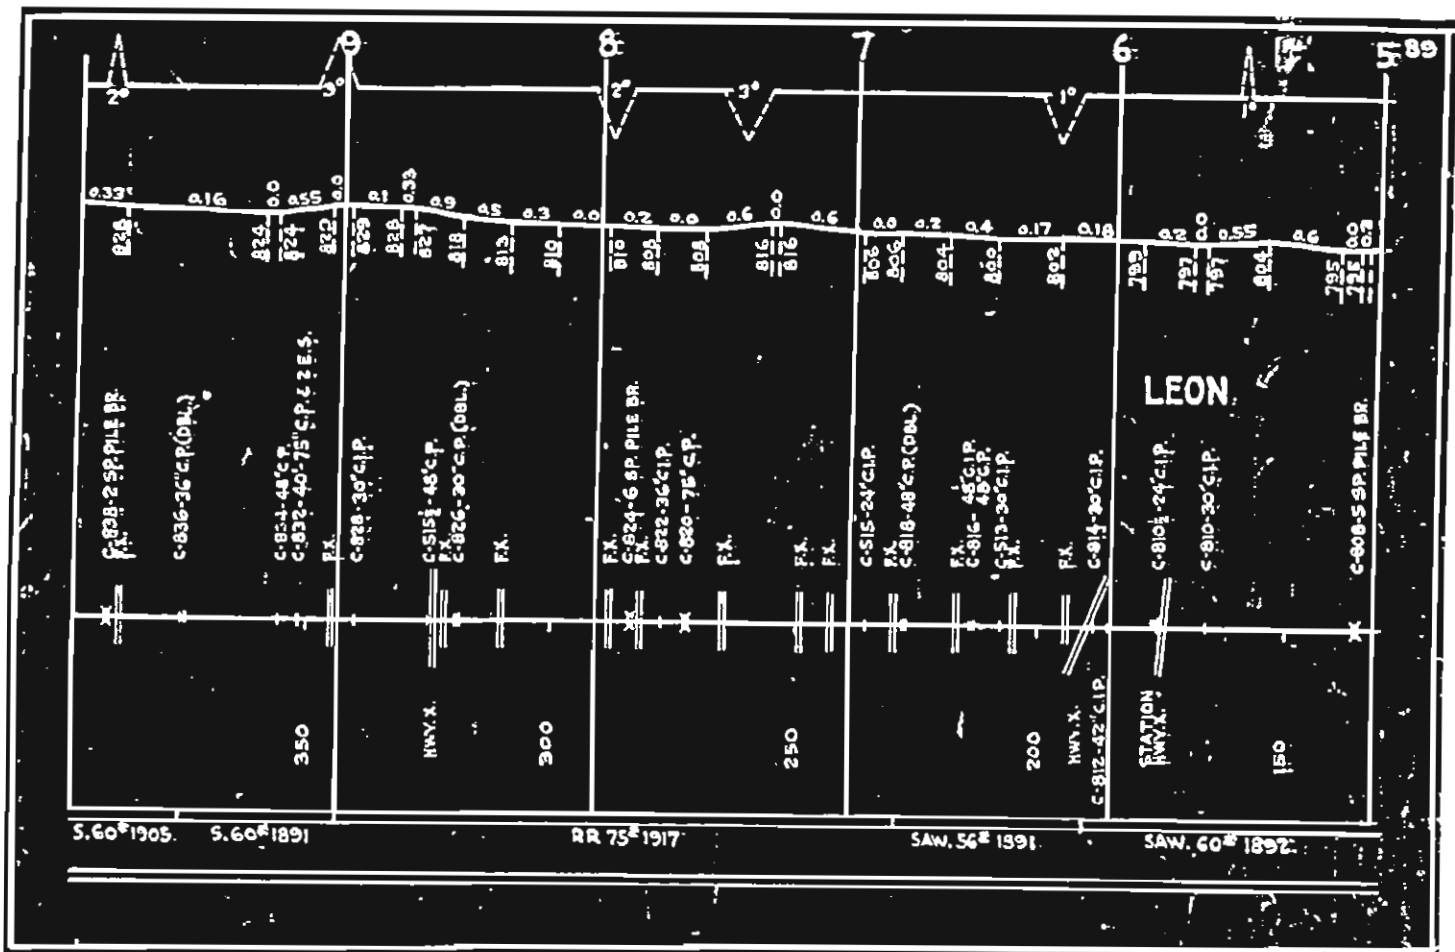 9 8 7 6 5 89
2° 3° 2° 3° 1°
0.33 0.16 0.0 0.55 0.0 0.1 0.33 0.9 0.5 0.3 0.0 0.2 0.0 0.6 0.0 0.6 0.0 0.2 0.4 0.17 0.18 0.2 0.0 0.55 0.6 0.0
824 824 829 828 827 818 813 810 810 808 808 816 816 806 806 804 800 802 799 797 797 804 795 795
LEON
C-838-2 SP. PILE BR.
F.X.
C-836-36" C.P. (DBL.)
C-834-48" C.P.
C-832-40'-75" C.P. & 2 E.S.
F.X.
C-828-30" C.I.P.
C-515½-48" C.P.
F.X.
C-826-30" C.P. (DBL.)
F.X.
F.X.
C-824-6 SP. PILE BR.
F.X.
C-822-36" C.I.P.
C-820-75" C.P.
F.X.
F.X.
F.X.
C-515-24" C.I.P.
F.X.
C-818-48" C.P. (DBL.)
F.X.
C-816-48" C.P.
48" C.P.
C-513-30" C.I.P.
F.X.
F.X.
C-814-30" C.I.P.
C-810½-24" C.I.P.
C-810-30" C.I.P.
C-808-5 SP. PILE BR.
350
HWY. X.
300
250
200
HWY. X.
C-812-42" C.I.P.
STATION
HWY. X.
150
S. 60# 1905. S. 60# 1891 RR 75# 1917 SAW. 56# 1891 SAW. 60# 1892